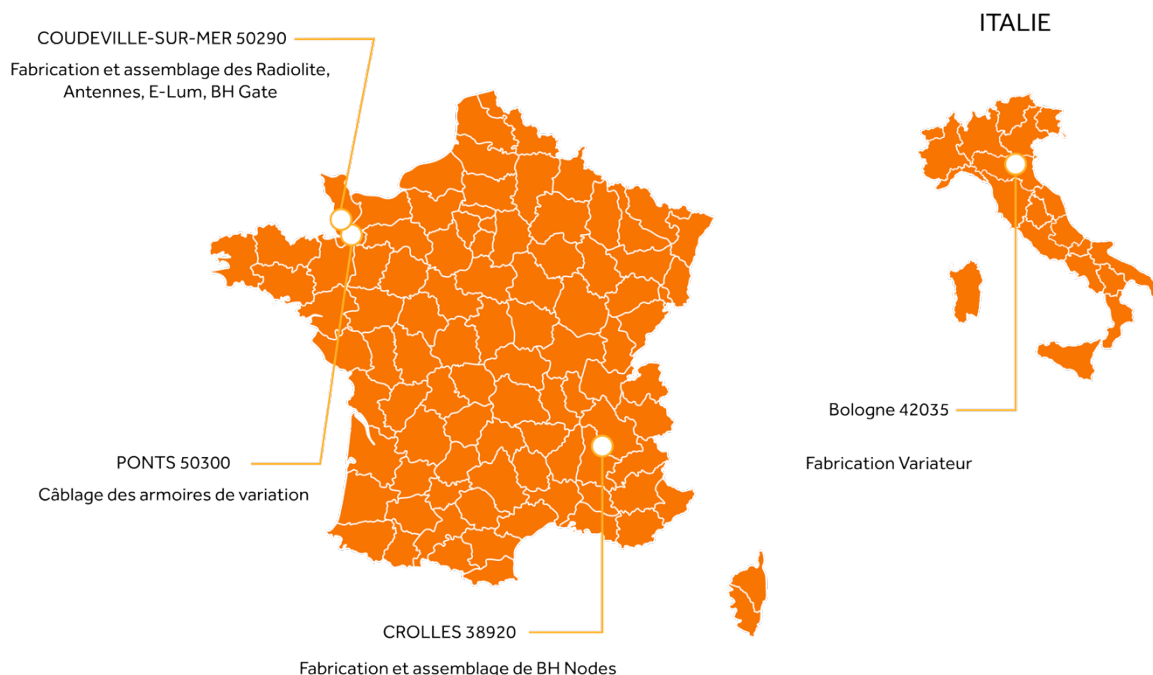 COUDEVILLE-SUR-MER 50290
Fabrication et assemblage des Radiolite,
Antennes, E-Lum, BH Gate
PONTS 50300
Câblage des armoires de variation
CROLLES 38920
Fabrication et assemblage de BH Nodes
ITALIE
Bologne 42035
Fabrication Variateur